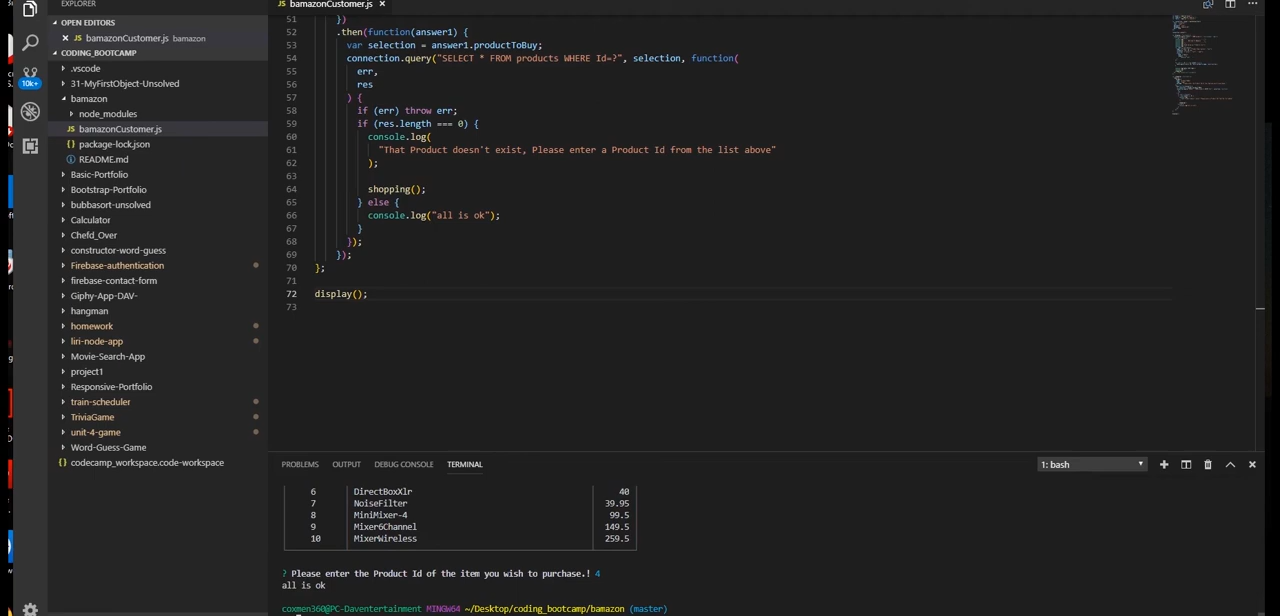 EXPLORER
OPEN EDITORS
JS bamazonCustomer.js bamazon
CODING_BOOTCAMP
.vscode
31-MyFirstObject-Unsolved
bamazon
node_modules
JS bamazonCustomer.js
{} package-lock.json
README.md
Basic-Portfolio
Bootstrap-Portfolio
bubbasort-unsolved
Calculator
Chefd_Over
constructor-word-guess
Firebase-authentication
firebase-contact-form
Giphy-App-DAV-
hangman
homework
liri-node-app
Movie-Search-App
project1
Responsive-Portfolio
train-scheduler
TriviaGame
unit-4-game
Word-Guess-Game
{} codecamp_workspace.code-workspace
10k+
JS bamazonCustomer.js
51 })
52 .then(function(answer1) {
53 var selection = answer1.productToBuy;
54 connection.query("SELECT * FROM products WHERE Id=?", selection, function(
55 err,
56 res
57 ) {
58 if (err) throw err;
59 if (res.length === 0) {
60 console.log(
61 "That Product doesn't exist, Please enter a Product Id from the list above"
62 );
63
64 shopping();
65 } else {
66 console.log("all is ok");
67 }
68 });
69 });
70 };
71
72 display();
73
PROBLEMS OUTPUT DEBUG CONSOLE TERMINAL 1: bash
6 DirectBoxXlr 40
7 NoiseFilter 39.95
8 MiniMixer-4 99.5
9 Mixer6Channel 149.5
10 MixerWireless 259.5
? Please enter the Product Id of the item you wish to purchase.! 4
all is ok
coxmen360@PC-Daventertainment MINGW64 ~/Desktop/coding_bootcamp/bamazon (master)